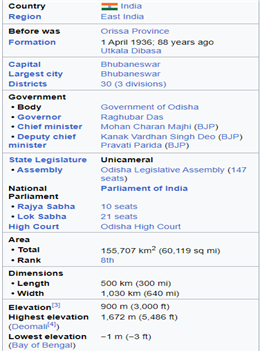 Country India
Region East India
Before was Orissa Province
Formation 1 April 1936; 88 years ago
Utkala Dibasa
Capital Bhubaneswar
Largest city Bhubaneswar
Districts 30 (3 divisions)
Government
• Body Government of Odisha
• Governor Raghubar Das
• Chief minister Mohan Charan Majhi (BJP)
• Deputy chief Kanak Vardhan Singh Deo (BJP)
minister Pravati Parida (BJP)
State Legislature Unicameral
• Assembly Odisha Legislative Assembly (147
seats)
National Parliament of India
Parliament
• Rajya Sabha 10 seats
• Lok Sabha 21 seats
High Court Odisha High Court
Area
• Total 155,707 km2 (60,119 sq mi)
• Rank 8th
Dimensions
• Length 500 km (300 mi)
• Width 1,030 km (640 mi)
Elevation[3] 900 m (3,000 ft)
Highest elevation 1,672 m (5,486 ft)
(Deomali[4])
Lowest elevation −1 m (−3 ft)
(Bay of Bengal)